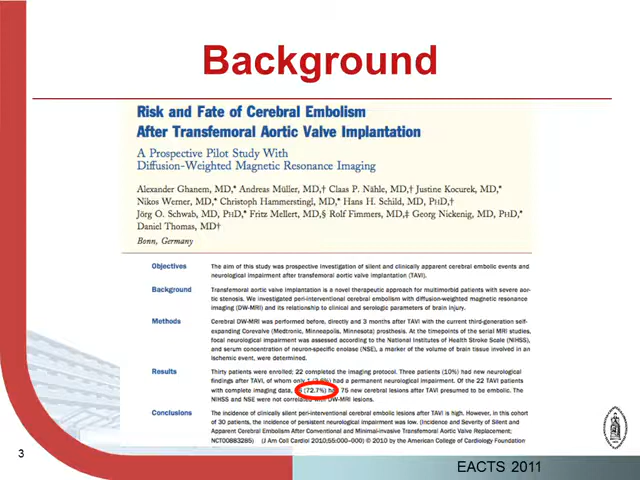 Background
Risk and Fate of Cerebral Embolism
After Transfemoral Aortic Valve Implantation
A Prospective Pilot Study With
Diffusion-Weighted Magnetic Resonance Imaging
Alexander Ghanem, MD,* Andreas Müller, MD,† Claas P. Nähle, MD,† Justine Kocurek, MD,*
Nikos Werner, MD,* Christoph Hammerstingl, MD,* Hans H. Schild, MD, PHD,†
Jörg O. Schwab, MD, PHD,* Fritz Mellert, MD,§ Rolf Fimmers, MD,‡ Georg Nickenig, MD, PHD,*
Daniel Thomas, MD†
Bonn, Germany
Objectives The aim of this study was prospective investigation of silent and clinically apparent cerebral embolic events and
neurological impairment after transfemoral aortic valve implantation (TAVI).
Background Transfemoral aortic valve implantation is a novel therapeutic approach for multimorbid patients with severe aor-
tic stenosis. We investigated peri-interventional cerebral embolism with diffusion-weighted magnetic resonance
imaging (DW-MRI) and its relationship to clinical and serologic parameters of brain injury.
Methods Cerebral DW-MRI was performed before, directly and 3 months after TAVI with the current third-generation self-
expanding Corevalve (Medtronic, Minneapolis, Minnesota) prosthesis. At the timepoints of the serial MRI studies,
focal neurological impairment was assessed according to the National Institutes of Health Stroke Scale (NIHSS),
and serum concentration of neuron-specific enolase (NSE), a marker of the volume of brain tissue involved in an
ischemic event, were determined.
Results Thirty patients were enrolled; 22 completed the imaging protocol. Three patients (10%) had new neurological
findings after TAVI, of whom only 1 (3.6%) had a permanent neurological impairment. Of the 22 TAVI patients
with complete imaging data, (72.7%) 75 new cerebral lesions after TAVI presumed to be embolic. The
NIHSS and NSE were not correlated with DW-MRI lesions.
Conclusions The incidence of clinically silent peri-interventional cerebral embolic lesions after TAVI is high. However, in this cohort
of 30 patients, the incidence of persistent neurological impairment was low. (Incidence and Severity of Silent and
Apparent Cerebral Embolism After Conventional and Minimal-invasive Transfemoral Aortic Valve Replacement;
NCT00883285) (J Am Coll Cardiol 2010;55:000–000) © 2010 by the American College of Cardiology Foundation
3
EACTS 2011